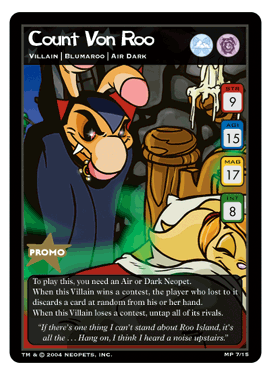 Count Von Roo
VILLAIN | BLUMAROO | AIR DARK
STR
9
AGI
15
MAG
17
INT
8
PROMO
To play this, you need an Air or Dark Neopet.
When this Villain wins a contest, the player who lost to it
discards a card at random from his or her hand.
When this Villain loses a contest, untap all of its rivals.
"If there's one thing I can't stand about Roo Island, it's
all the . . . Hang on, I think I heard a noise upstairs."
TM & © 2004 NEOPETS, INC.
MP 7/15